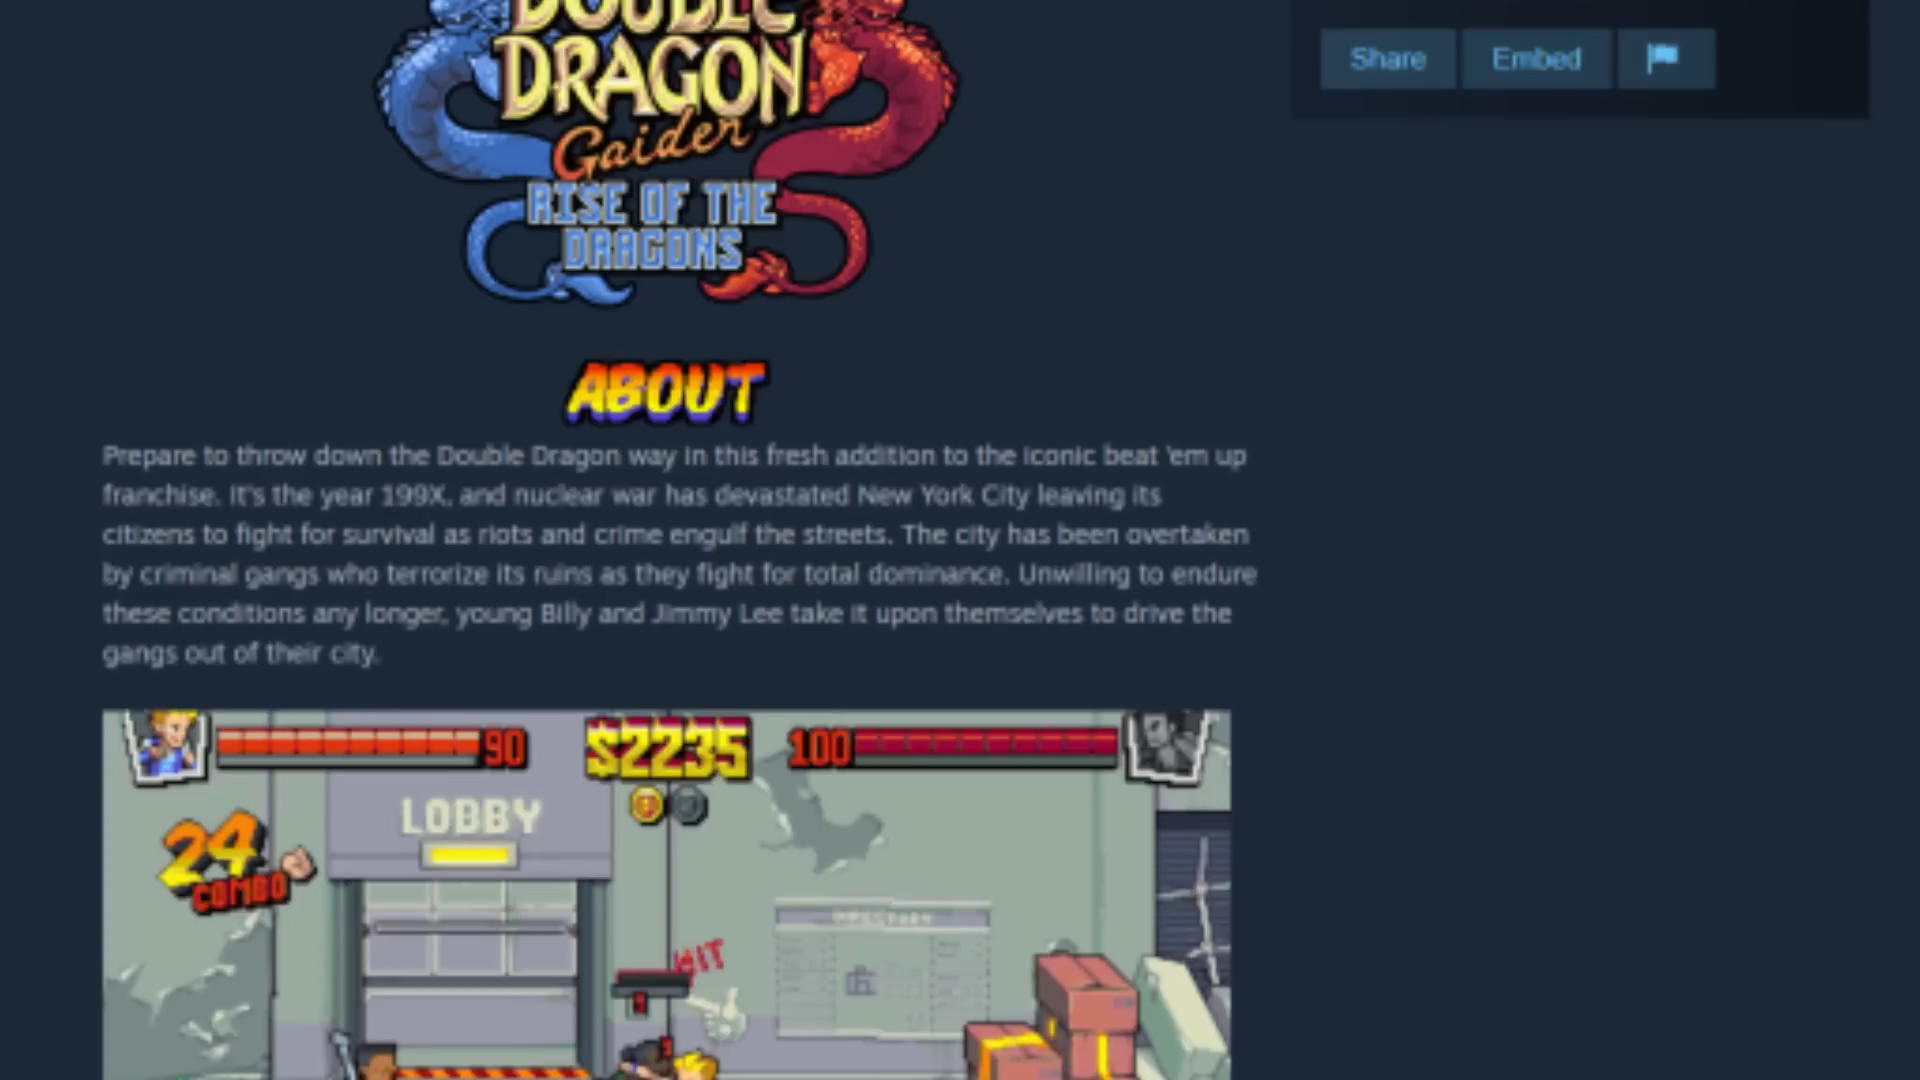 DOUBLE
DRAGON
Gaiden
RISE OF THE
DRAGONS
Share
Embed
ABOUT
Prepare to throw down the Double Dragon way in this fresh addition to the iconic beat 'em up
franchise. It's the year 199X, and nuclear war has devastated New York City leaving its
citizens to fight for survival as riots and crime engulf the streets. The city has been overtaken
by criminal gangs who terrorize its ruins as they fight for total dominance. Unwilling to endure
these conditions any longer, young Billy and Jimmy Lee take it upon themselves to drive the
gangs out of their city.
90
$2235
100
LOBBY
24
COMBO
DIRECTORY
HIT